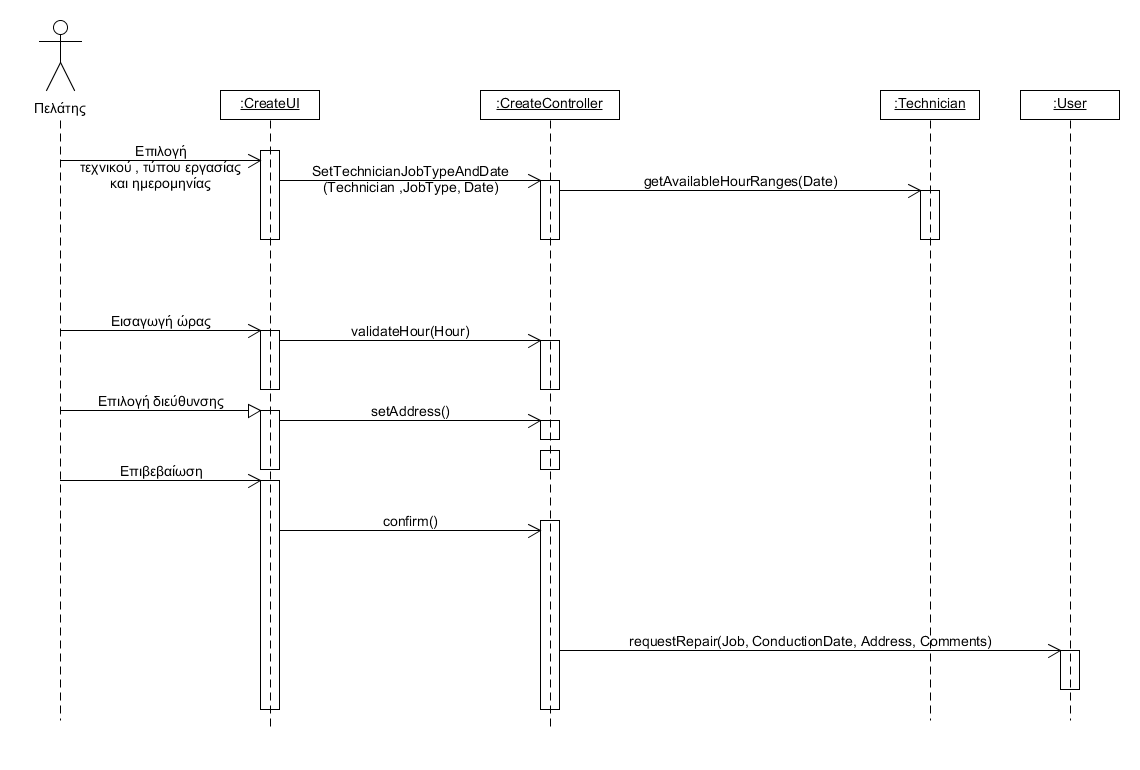 Πελάτης
:CreateUI
:CreateController
:Technician
:User
Επιλογή
τεχνικού , τύπου εργασίας
και ημερομηνίας
SetTechnicianJobTypeAndDate
(Technician ,JobType, Date)
getAvailableHourRanges(Date)
Εισαγωγή ώρας
validateHour(Hour)
Επιλογή διεύθυνσης
setAddress()
Επιβεβαίωση
confirm()
requestRepair(Job, ConductionDate, Address, Comments)